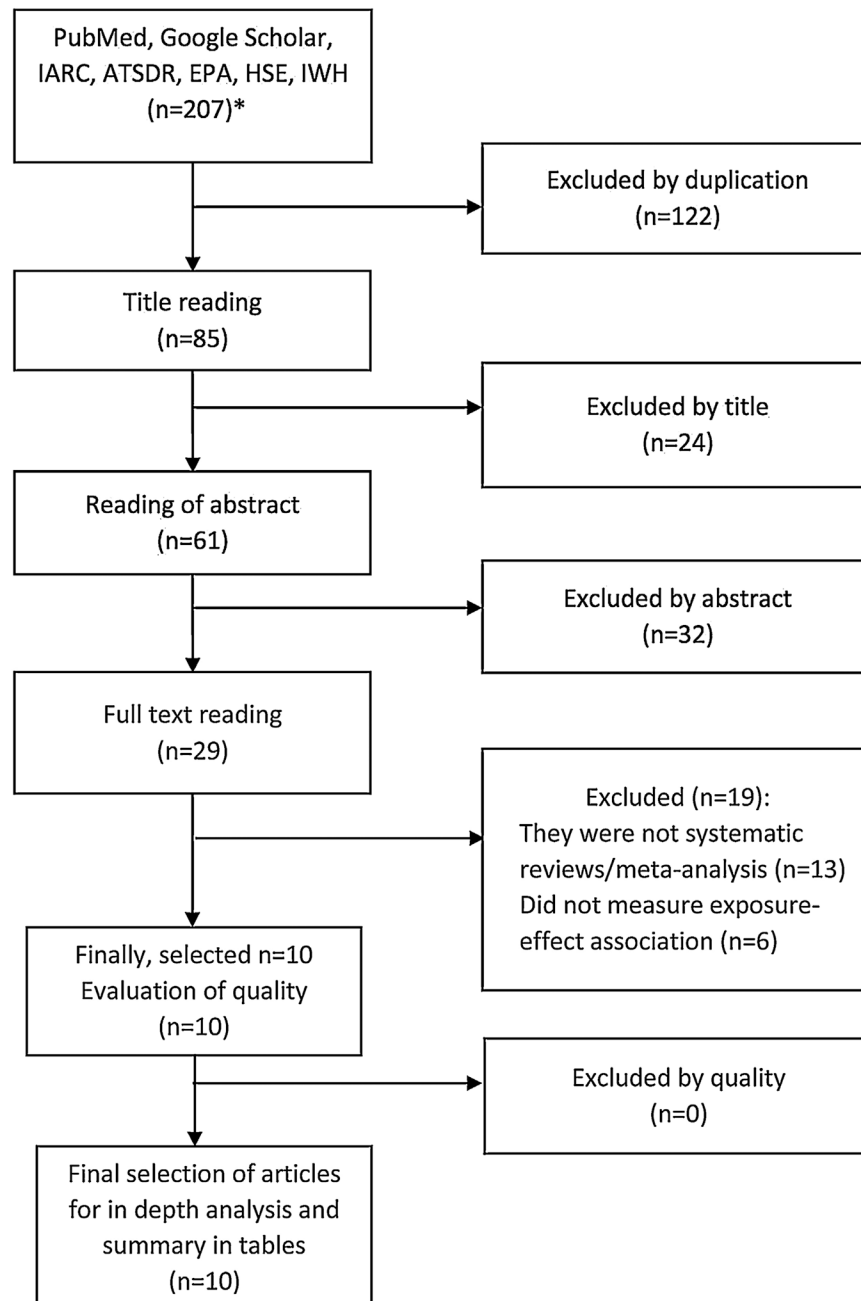 PubMed, Google Scholar,
IARC, ATSDR, EPA, HSE, IWH
(n=207)*
Excluded by duplication
(n=122)
Title reading
(n=85)
Excluded by title
(n=24)
Reading of abstract
(n=61)
Excluded by abstract
(n=32)
Full text reading
(n=29)
Excluded (n=19):
They were not systematic
reviews/meta-analysis (n=13)
Did not measure exposure-
effect association (n=6)
Finally, selected n=10
Evaluation of quality
(n=10)
Excluded by quality
(n=0)
Final selection of articles
for in depth analysis and
summary in tables
(n=10)